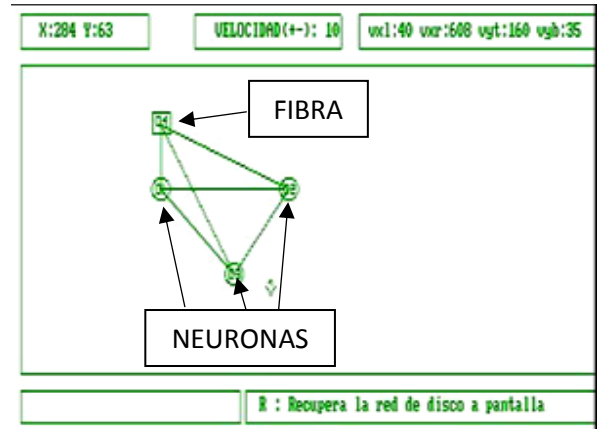 X:284 Y:63
VELOCIDAD(+-): 10
vxl:40 vxr:608 vyt:160 vyb:35
FIBRA
NEURONAS
R : Recupera la red de disco a pantalla